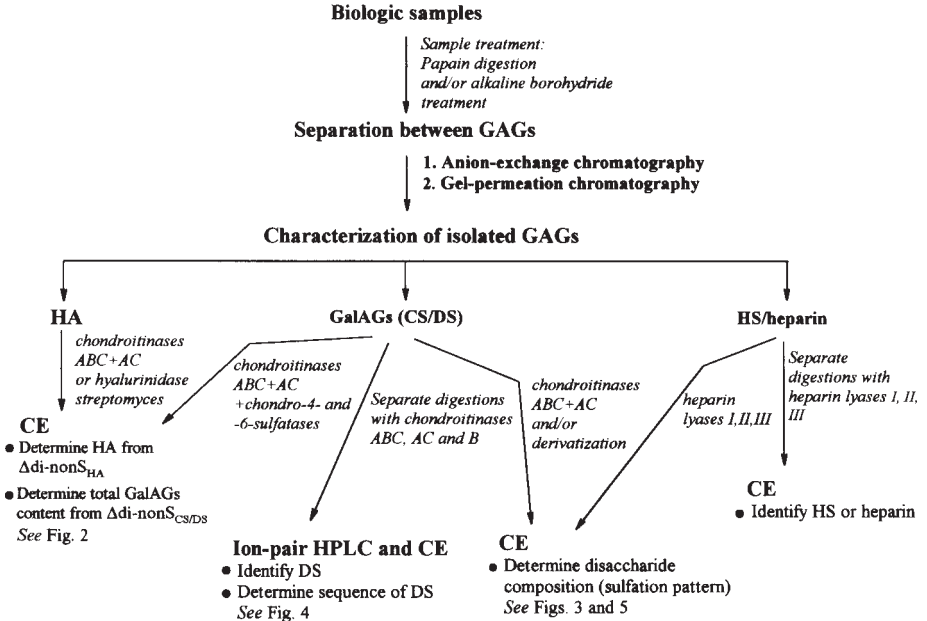 Biologic samples
Sample treatment:
Papain digestion
and/or alkaline borohydride
treatment
Separation between GAGs
1. Anion-exchange chromatography
2. Gel-permeation chromatography
Characterization of isolated GAGs
HA
chondroitinases
ABC+AC
or hyalurinidase
streptomyces
CE
• Determine HA from
Δdi-nonS_HA
• Determine total GalAGs
content from Δdi-nonS_CS/DS
See Fig. 2
GalAGs (CS/DS)
chondroitinases
ABC+AC
+chondro-4- and
-6-sulfatases
Separate digestions
with chondroitinases
ABC, AC and B
chondroitinases
ABC+AC
and/or
derivatization
Ion-pair HPLC and CE
• Identify DS
• Determine sequence of DS
See Fig. 4
CE
• Determine disaccharide
composition (sulfation pattern)
See Figs. 3 and 5
HS/heparin
heparin
lyases I,II,III
Separate
digestions with
heparin lyases I, II,
III
CE
• Identify HS or heparin